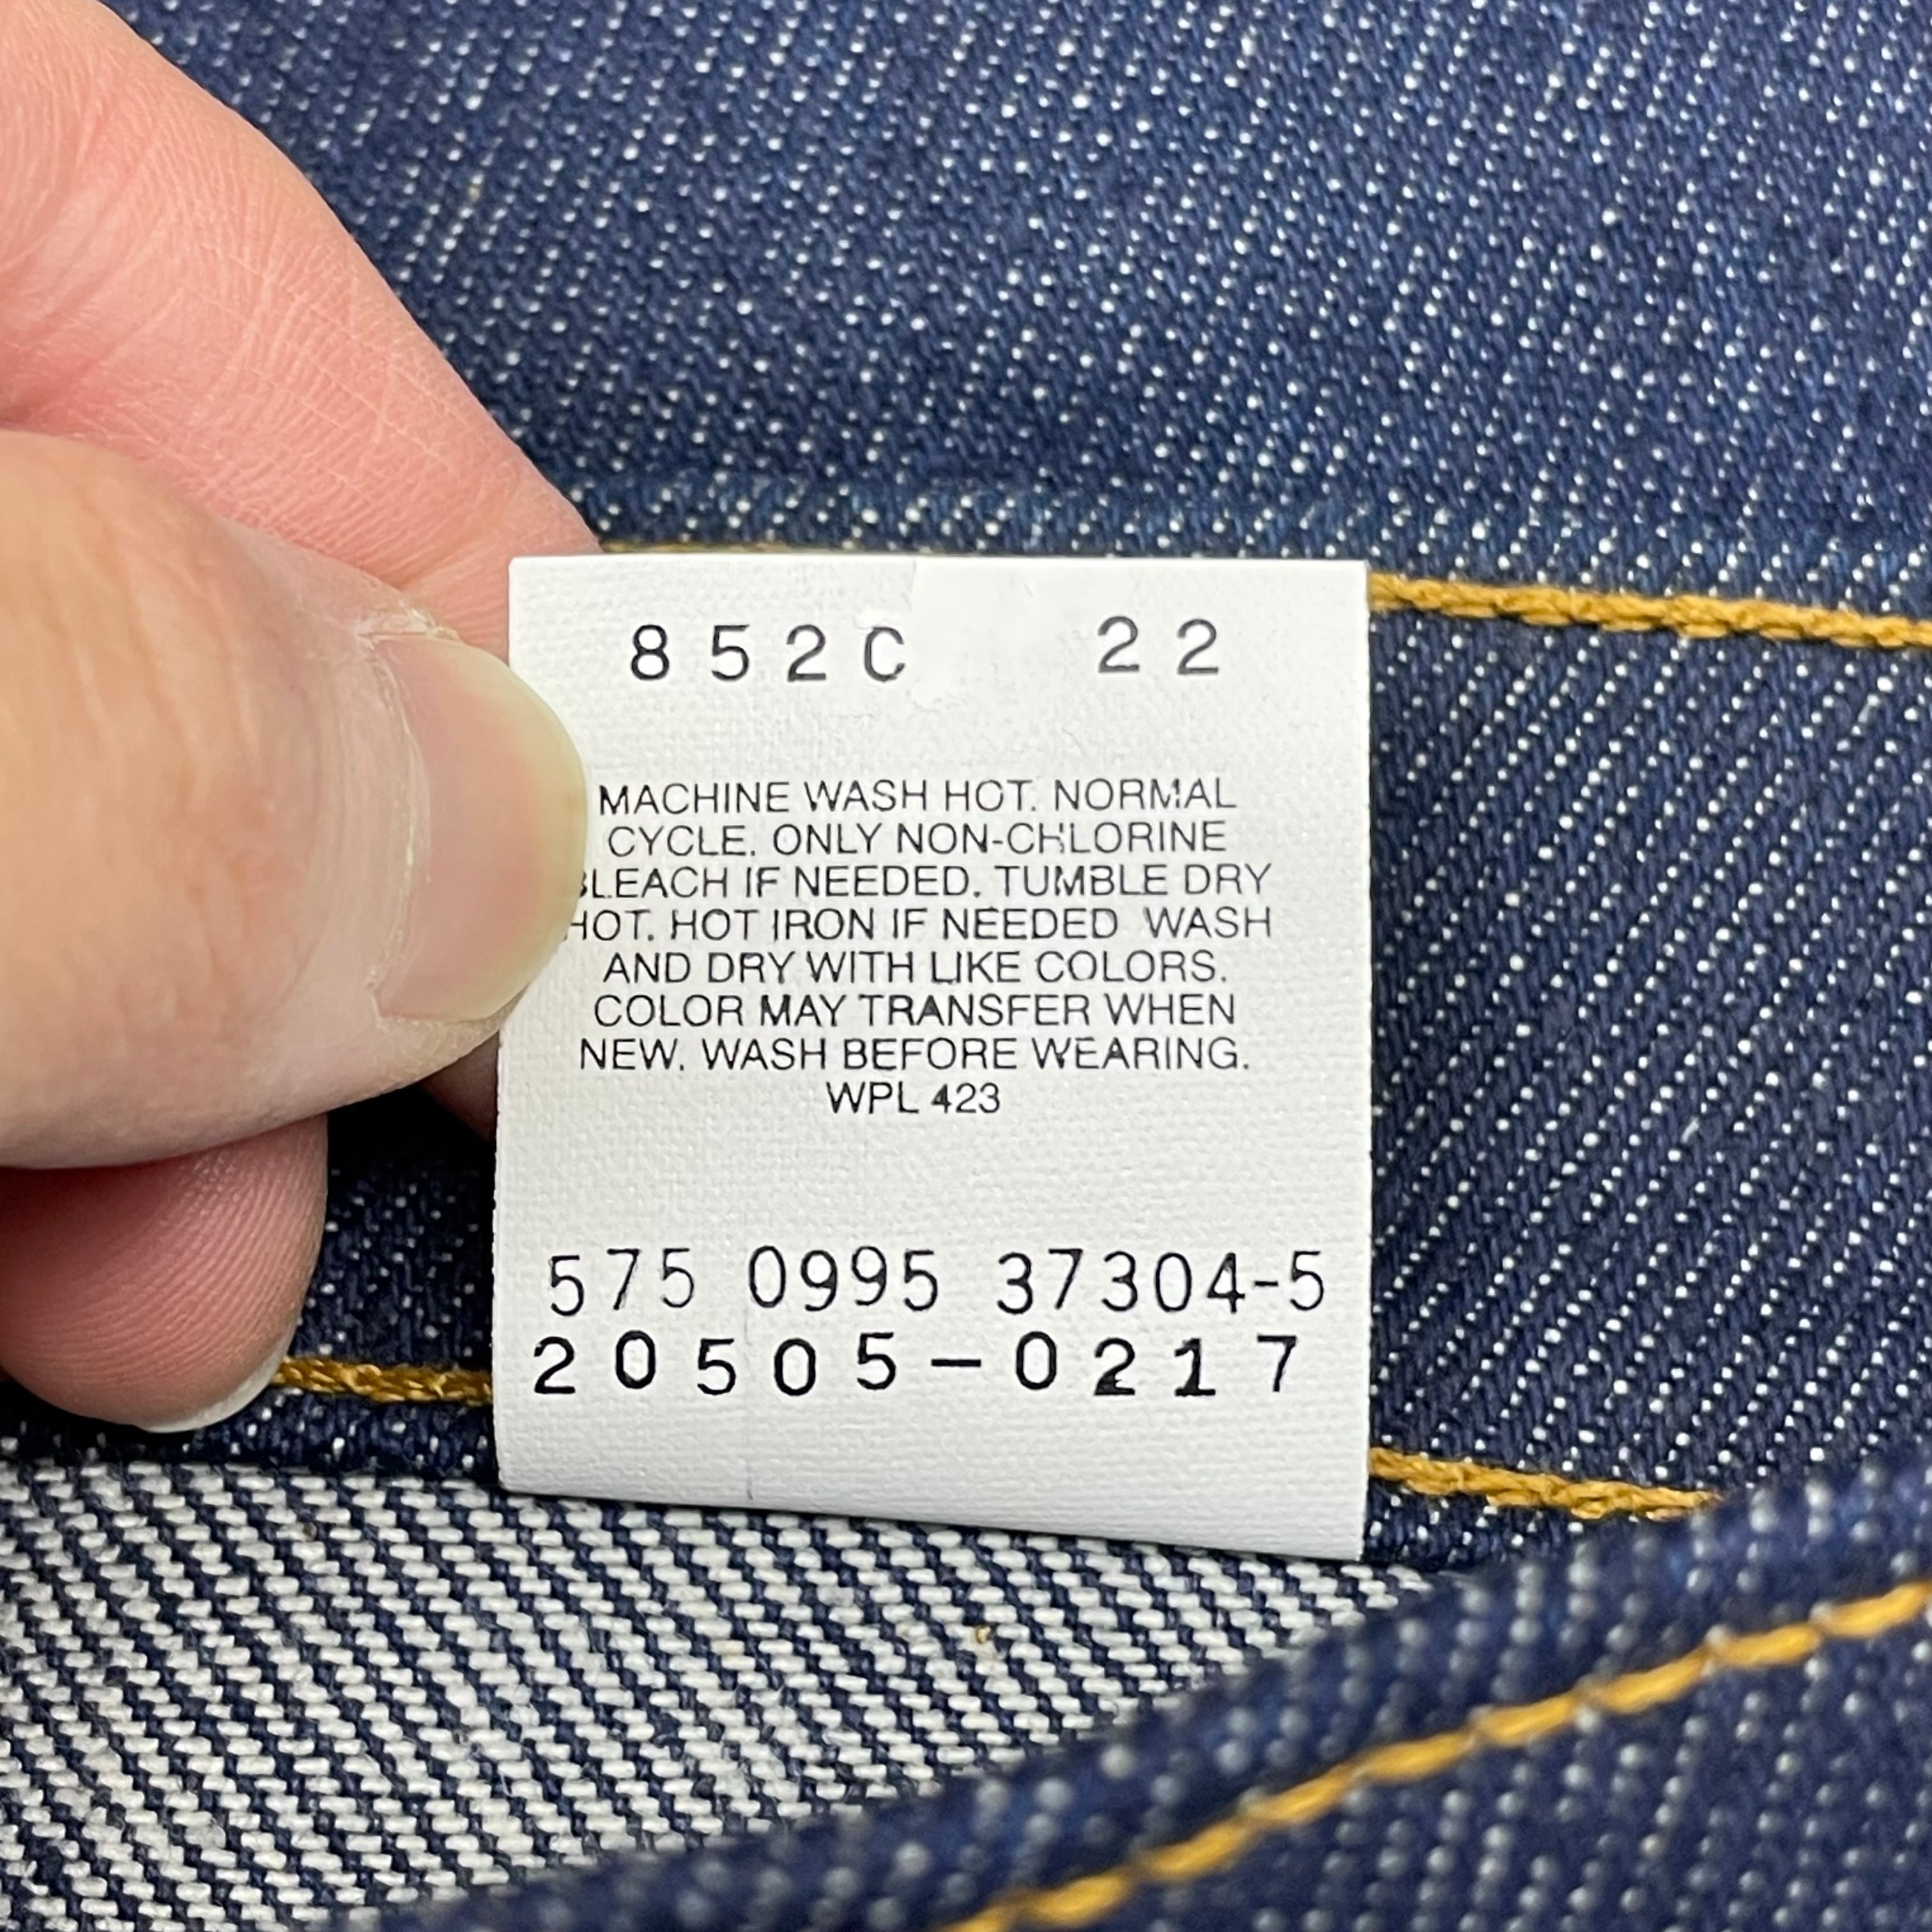 852C 22
MACHINE WASH HOT. NORMAL
CYCLE. ONLY NON-CHLORINE
BLEACH IF NEEDED. TUMBLE DRY
HOT. HOT IRON IF NEEDED WASH
AND DRY WITH LIKE COLORS.
COLOR MAY TRANSFER WHEN
NEW. WASH BEFORE WEARING.
WPL 423
575 0995 37304-5
20505-0217